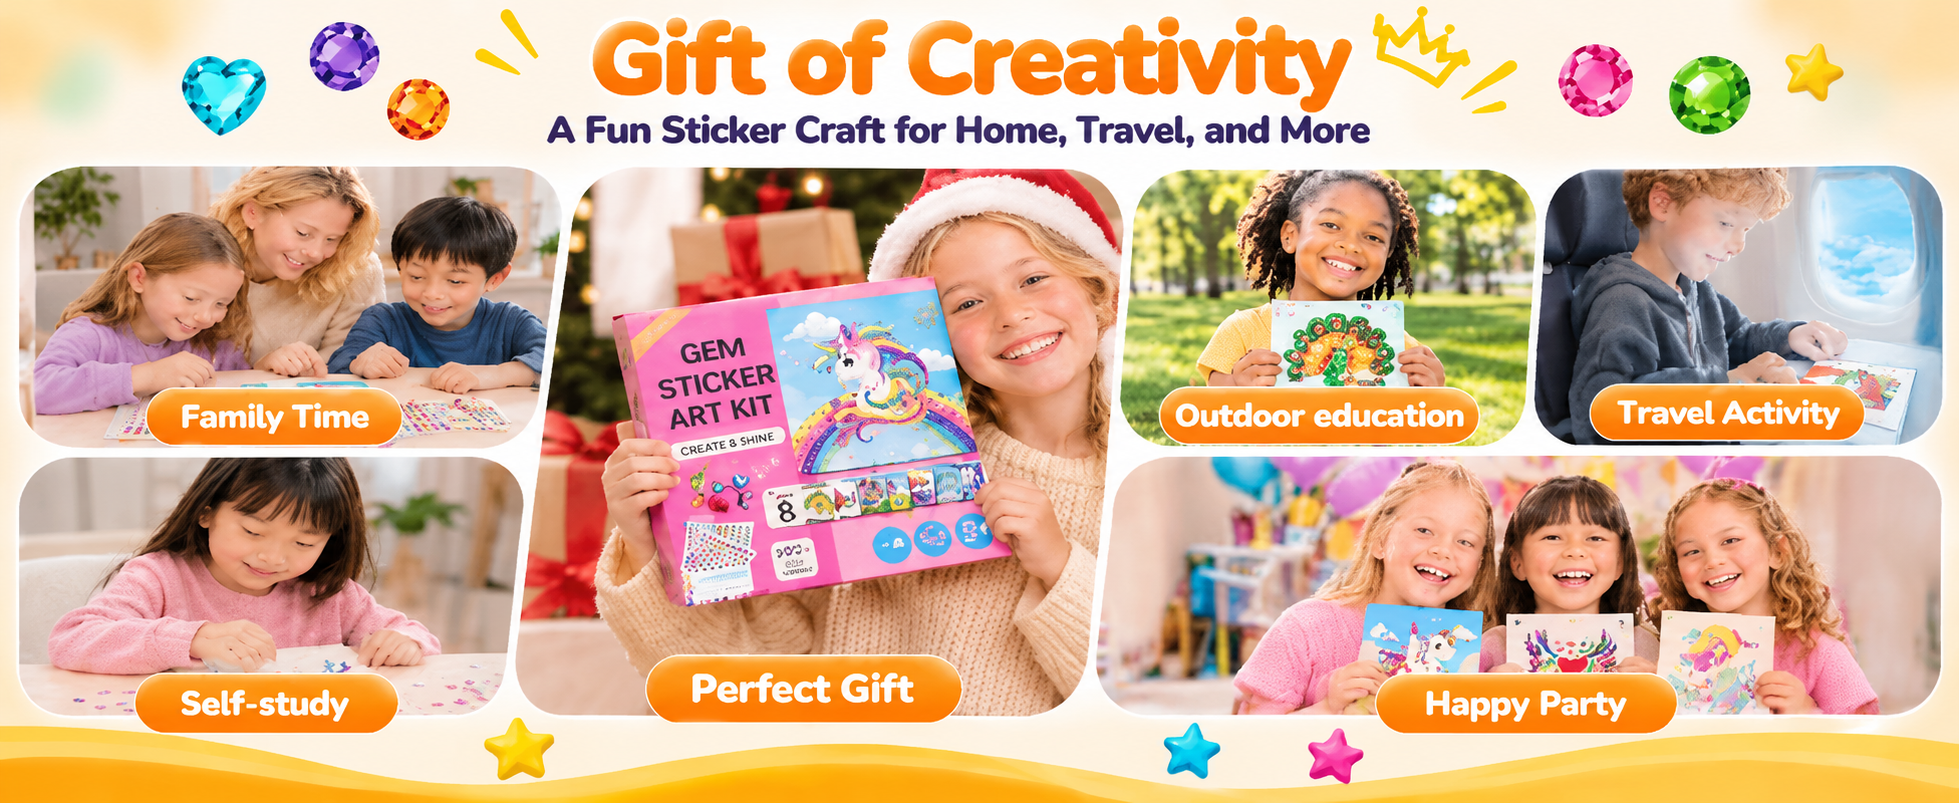 Gift of Creativity
A Fun Sticker Craft for Home, Travel, and More
Family Time
GEM
STICKER
ART KIT
CREATE & SHINE
8
Perfect Gift
Outdoor education
Travel Activity
Self-study
Happy Party